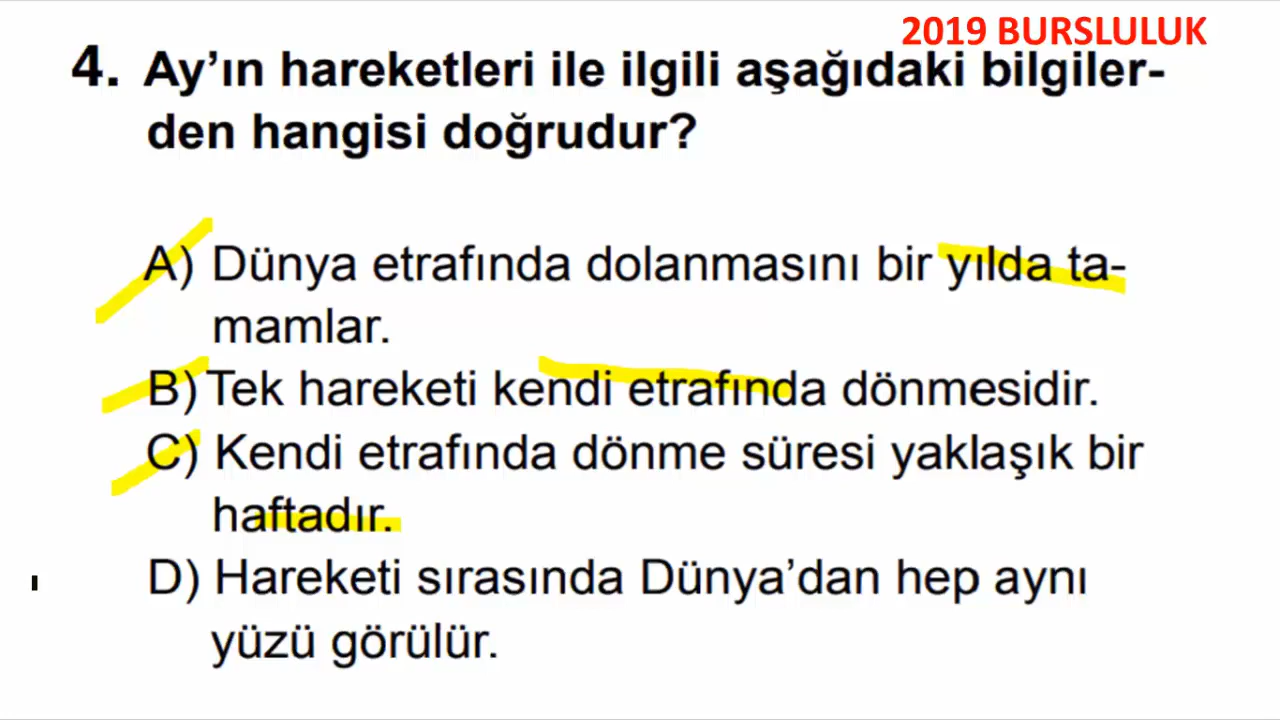 2019 BURSLULUK
4. Ay’ın hareketleri ile ilgili aşağıdaki bilgiler-
den hangisi doğrudur?
A) Dünya etrafında dolanmasını bir yılda ta-
mamlar.
B) Tek hareketi kendi etrafında dönmesidir.
C) Kendi etrafında dönme süresi yaklaşık bir
haftadır.
D) Hareketi sırasında Dünya’dan hep aynı
yüzü görülür.